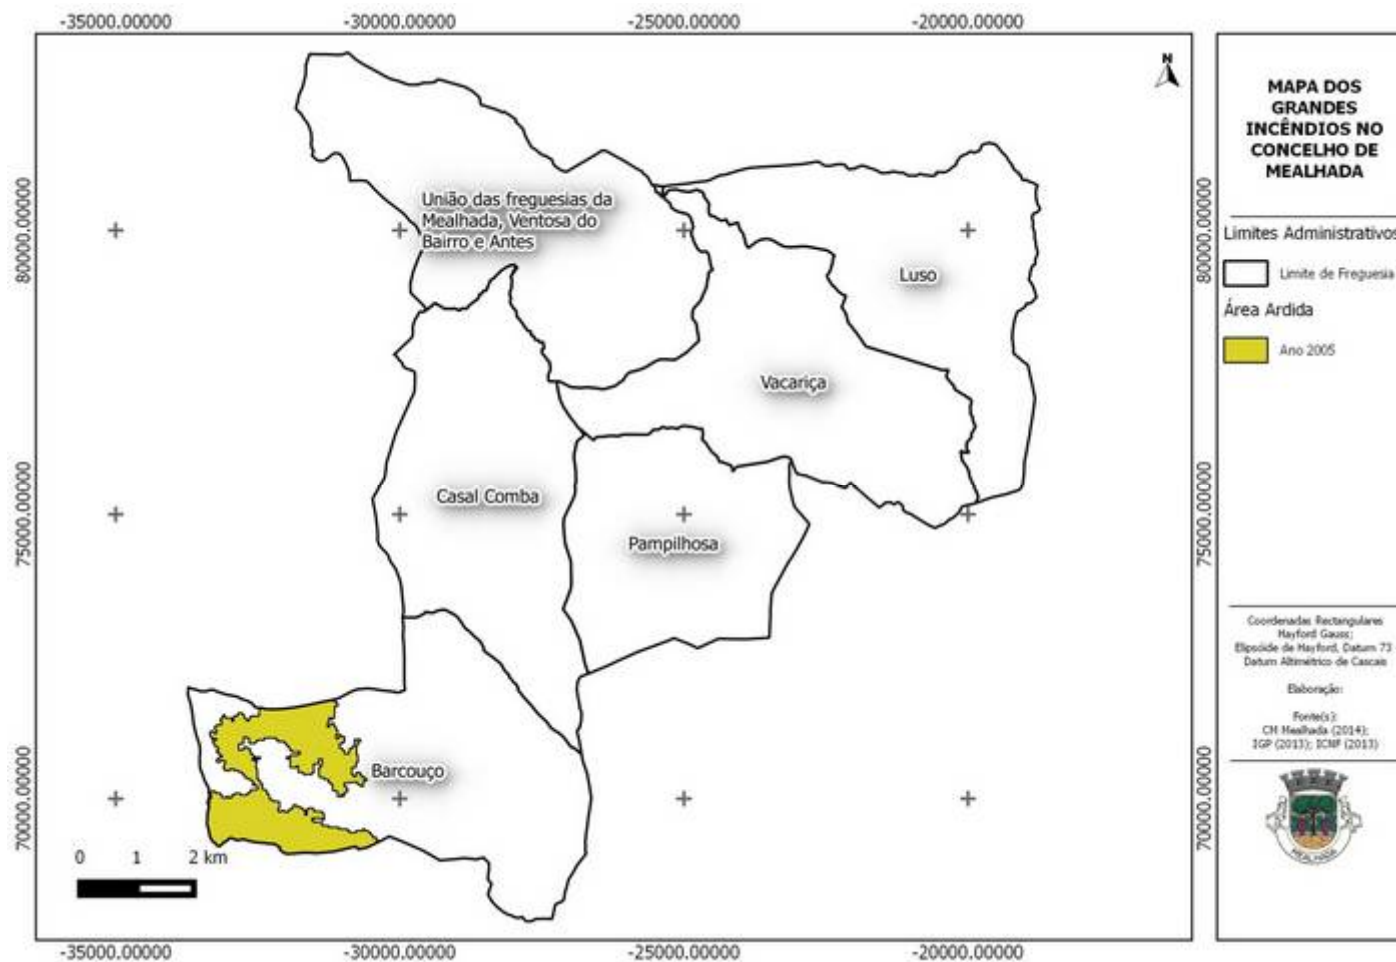 -35000.00000 -30000.00000 -25000.00000 -20000.00000
N
80000.00000
75000.00000
70000.00000
União das freguesias da
Mealhada, Ventosa do
Bairro e Antes
Luso
Vacariça
Casal Comba
Pampilhosa
Barcouço
0 1 2 km
80000.00000
75000.00000
70000.00000
-35000.00000 -30000.00000 -25000.00000 -20000.00000
MAPA DOS
GRANDES
INCÊNDIOS NO
CONCELHO DE
MEALHADA
Limites Administrativos
Limite de Freguesia
Área Ardida
Ano 2005
Coordenadas Rectangulares
Hayford Gauss;
Elipsóide de Hayford, Datum 73
Datum Altimétrico de Cascais
Elaboração:
Fonte(s):
CM Mealhada (2014);
IGP (2013); ICNF (2013)
MEALHADA